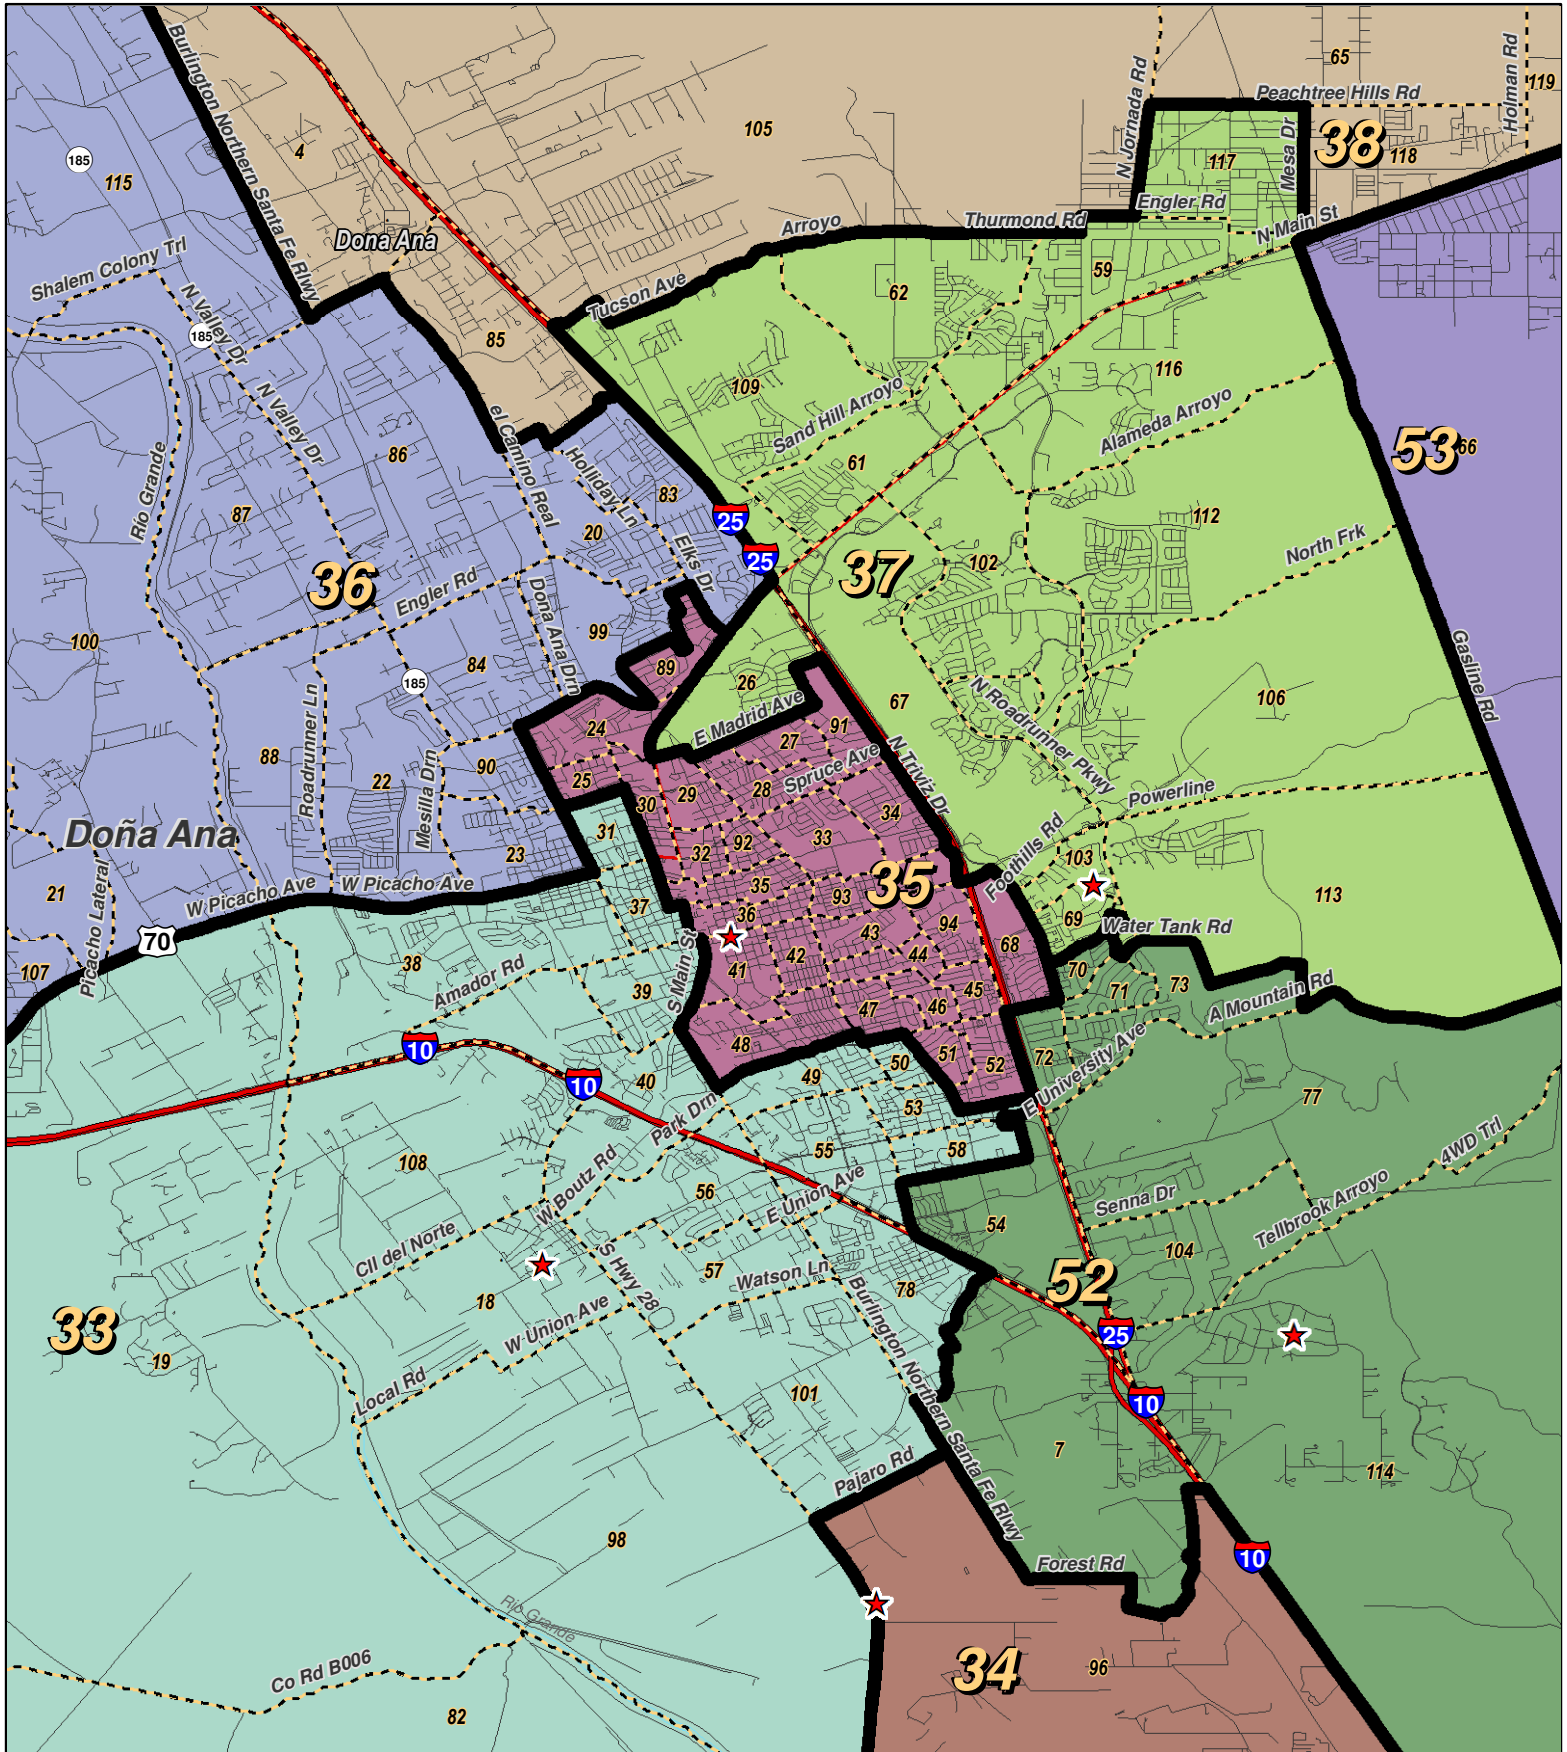 65
Holman Rd
119
Burlington Northern Santa Fe Rlwy
N Jornada Rd
Peachtree Hills Rd
105
4
Mesa Dr
38
118
185
115
117
Engler Rd
Dona Ana
Arroyo
Thurmond Rd
N Main St
Shalem Colony Trl
59
N Valley Dr
Tucson Ave
62
185
85
116
109
N Valley Dr
Sand Hill Arroyo
Alameda Arroyo
el Camino Real
86
53
66
61
Rio Grande
Holliday Ln
83
87
25
112
20
North Frk
25
Elks Dr
37
102
36
Engler Rd
Dona Ana Drn
100
99
84
89
Gasline Rd
185
26
N Roadrunner Pkwy
106
67
Roadrunner Ln
E Madrid Ave
24
91
27
88
Mesilla Drn
90
N Triviz Dr
22
25
Spruce Ave
28
29
Powerline
30
34
Doña Ana
31
33
92
Foothills Rd
32
23
103
35
35
W Picacho Ave
W Picacho Ave
21
Picacho Lateral
93
113
37
36
69
94
Water Tank Rd
70
43
68
42
44
38
107
41
70
Amador Rd
S Main St
39
45
71
73
46
47
A Mountain Rd
48
10
51
72
50
52
E University Ave
49
40
10
77
53
Park Drn
4WD Trl
55
58
108
W Boutz Rd
56
E Union Ave
Senna Dr
Tellbrook Arroyo
54
Cll del Norte
104
S Hwy 28
57
Watson Ln
52
78
18
W Union Ave
Burlington Northern Santa Fe Rlwy
33
25
19
Local Rd
101
10
7
Pajaro Rd
114
98
10
Forest Rd
Rio Grande
Co Rd B006
34
96
82